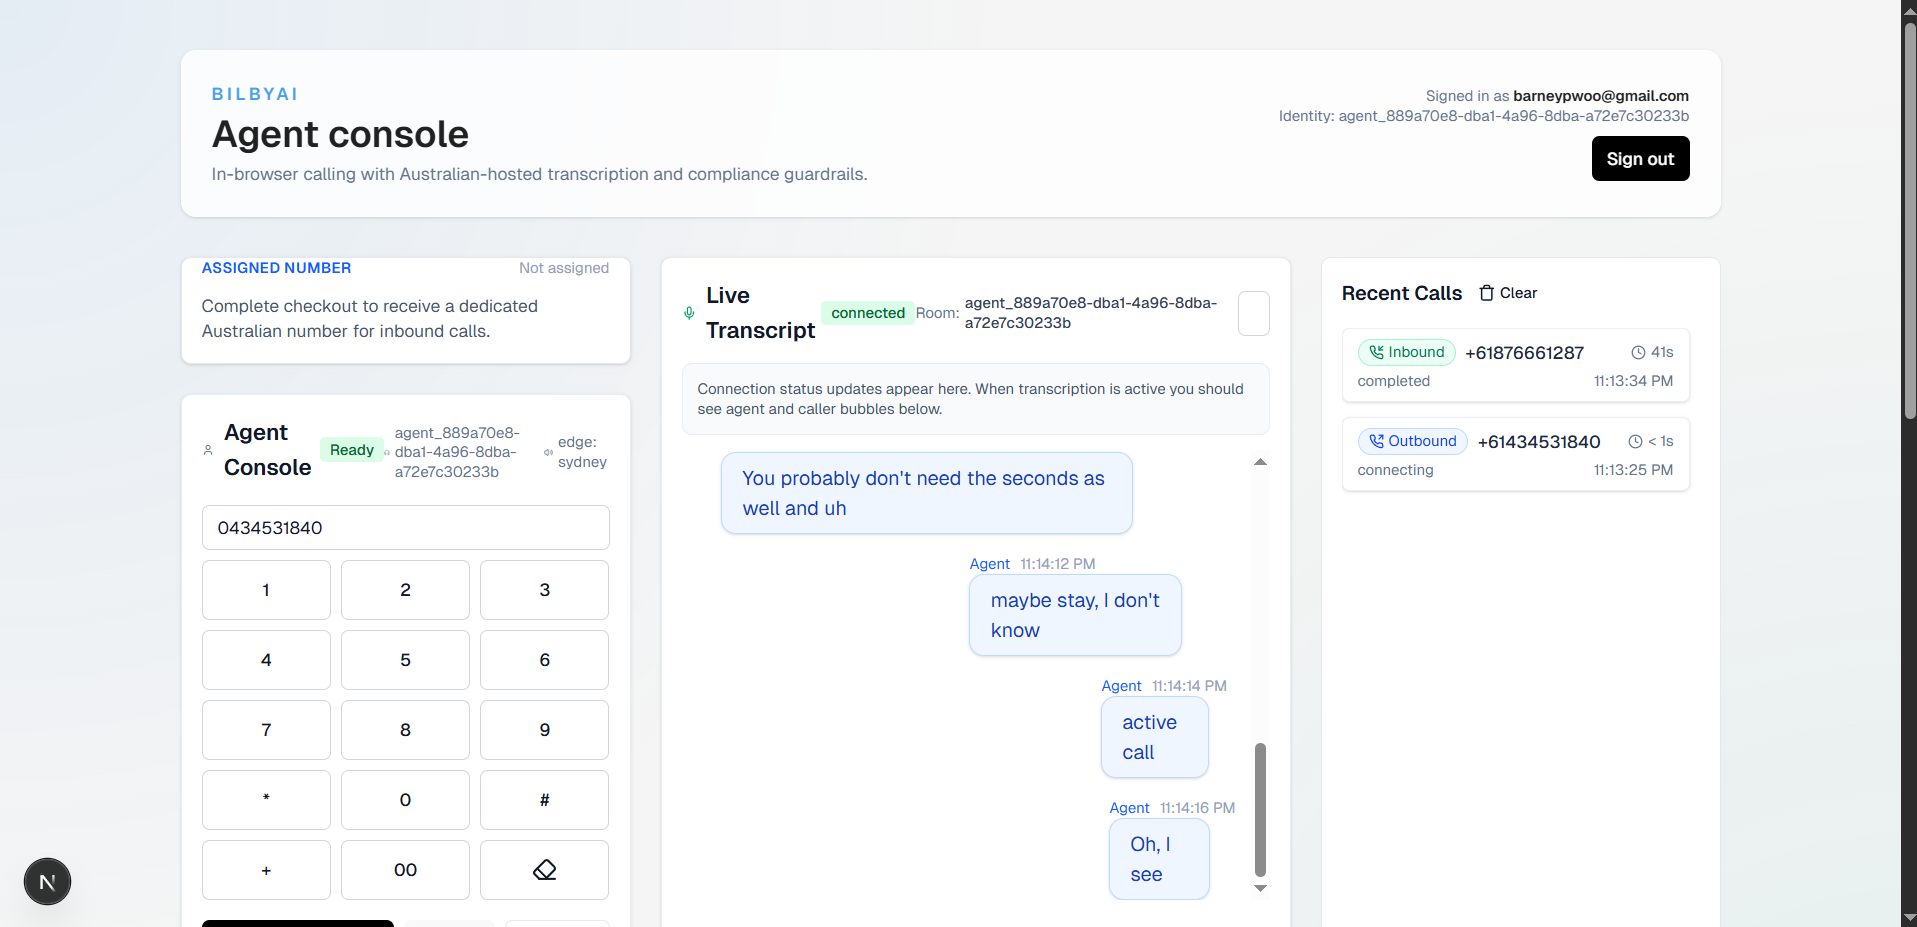 BILBYAI
Agent console
In-browser calling with Australian-hosted transcription and compliance guardrails.
Signed in as barneypwoo@gmail.com
Identity: agent_889a70e8-dba1-4a96-8dba-a72e7c30233b
Sign out
ASSIGNED NUMBER
Not assigned
Complete checkout to receive a dedicated
Australian number for inbound calls.
Agent
Console
Ready
agent_889a70e8-
dba1-4a96-8dba-
a72e7c30233b
edge:
sydney
0434531840
1
2
3
4
5
6
7
8
9
*
0
#
+
00
Live
Transcript
connected
Room:
agent_889a70e8-dba1-4a96-8dba-
a72e7c30233b
Connection status updates appear here. When transcription is active you should
see agent and caller bubbles below.
You probably don't need the seconds as
well and uh
Agent 11:14:12 PM
maybe stay, I don't
know
Agent 11:14:14 PM
active
call
Agent 11:14:16 PM
Oh, I
see
Recent Calls
Clear
Inbound +61876661287 41s
completed 11:13:34 PM
Outbound +61434531840 < 1s
connecting 11:13:25 PM
N